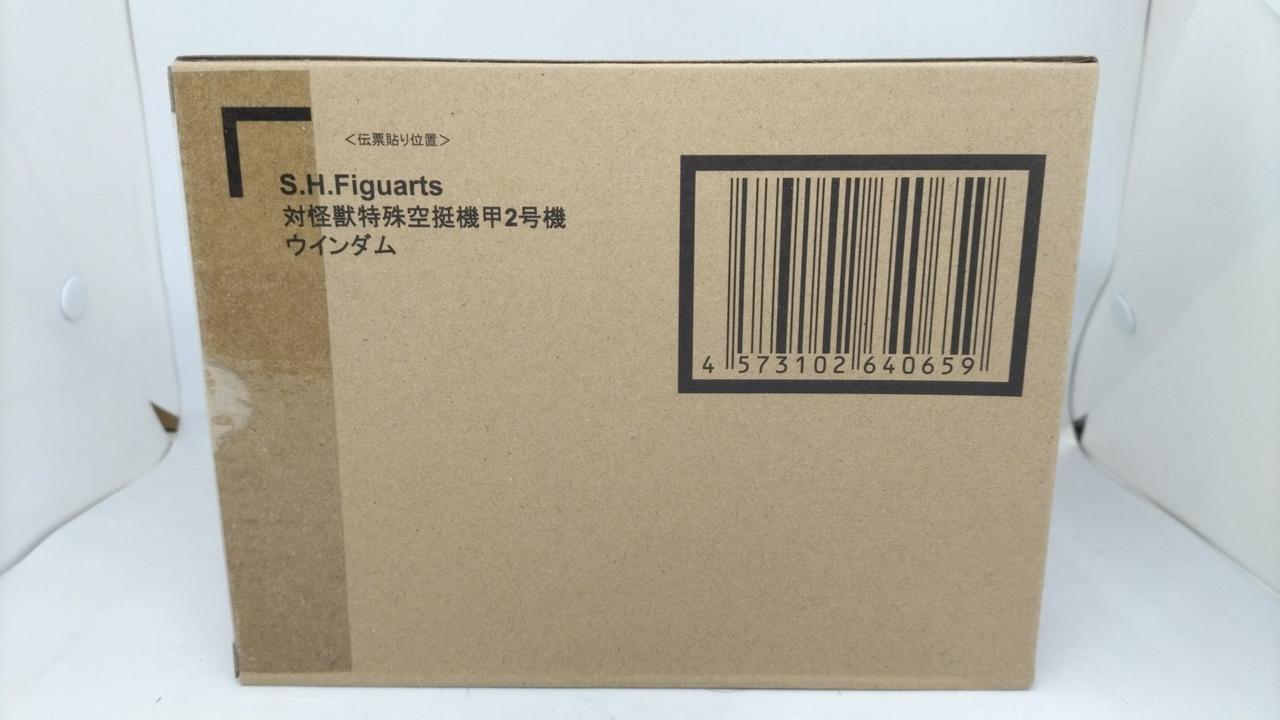 ＜伝票貼り位置＞
S.H.Figuarts
対怪獣特殊空挺機甲2号機
ウインダム
4 573102 640659